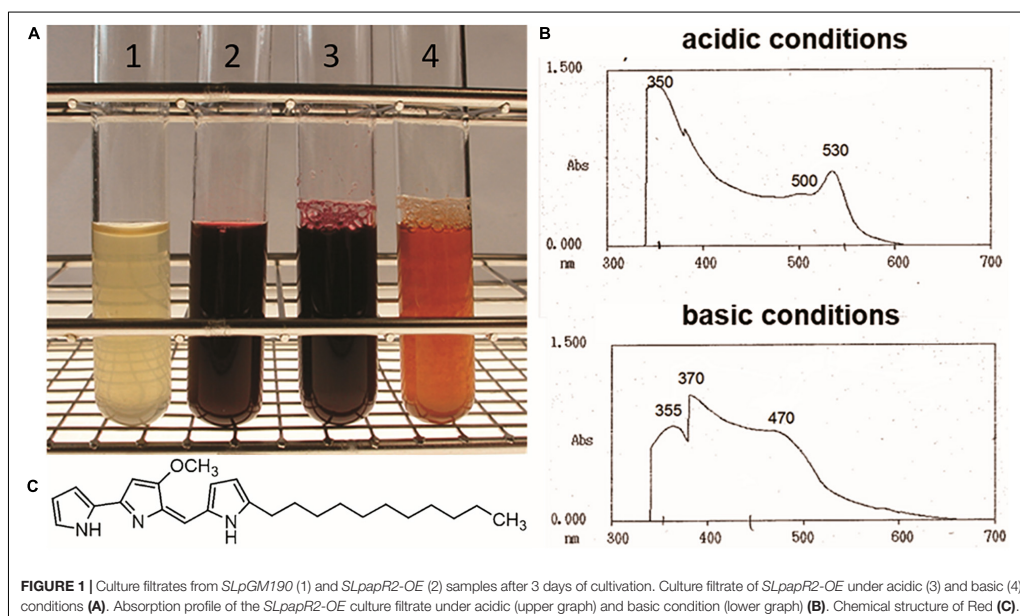 A
1 2 3 4
B
acidic conditions
1.500
350
Abs
530
500
0.000
nm
300 400 500 600 700
basic conditions
1.500
370
355
470
Abs
0.000
nm
300 400 500 600 700
C
OCH3
NH
N
N
H
CH3
FIGURE 1 | Culture filtrates from SLpGM190 (1) and SLpapR2-OE (2) samples after 3 days of cultivation. Culture filtrate of SLpapR2-OE under acidic (3) and basic (4)
conditions (A). Absorption profile of the SLpapR2-OE culture filtrate under acidic (upper graph) and basic condition (lower graph) (B). Chemical structure of Red (C).